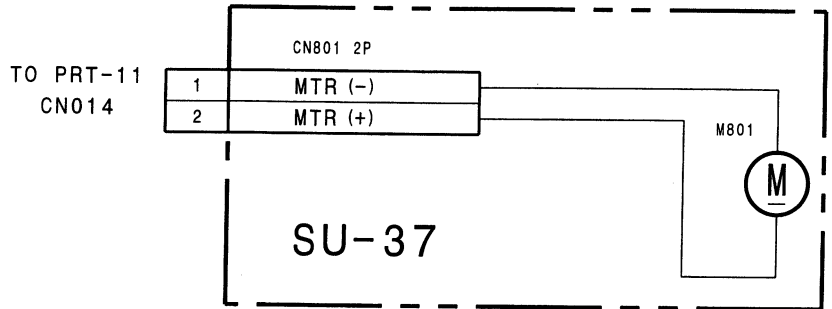 CN801 2P
TO PRT-11
CN014
1 MTR (-)
2 MTR (+)
M801
M
SU-37